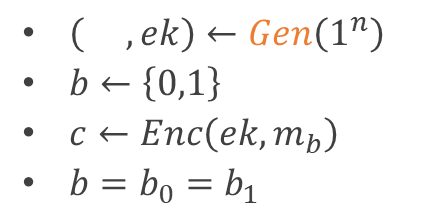 • (   , ek) ← Gen(1ⁿ)
• b ← {0,1}
• c ← Enc(ek, m_b)
• b = b₀ = b₁